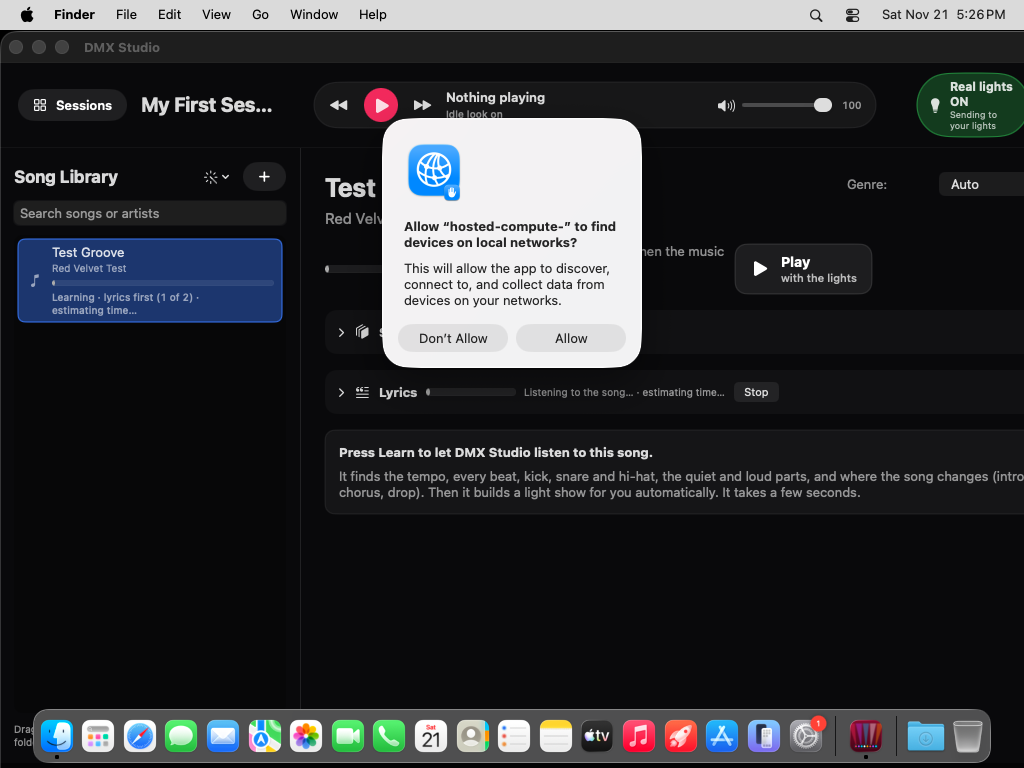 Finder File Edit View Go Window Help Sat Nov 21 5:26 PM
DMX Studio
Sessions
My First Ses...
Nothing playing
Idle look on
100
Real lights
ON
Sending to
your lights
Song Library
+
Search songs or artists
Test Groove
Red Velvet Test
Learning · lyrics first (1 of 2) ·
estimating time...
Test
Red Velv
Genre:
Auto
hen the music
Play
with the lights
Allow “hosted-compute-” to find
devices on local networks?
This will allow the app to discover,
connect to, and collect data from
devices on your networks.
Don’t Allow
Allow
Lyrics
Listening to the song... · estimating time...
Stop
Press Learn to let DMX Studio listen to this song.
It finds the tempo, every beat, kick, snare and hi-hat, the quiet and loud parts, and where the song changes (intro
chorus, drop). Then it builds a light show for you automatically. It takes a few seconds.
Drag
folde
Sat
21
tv
1